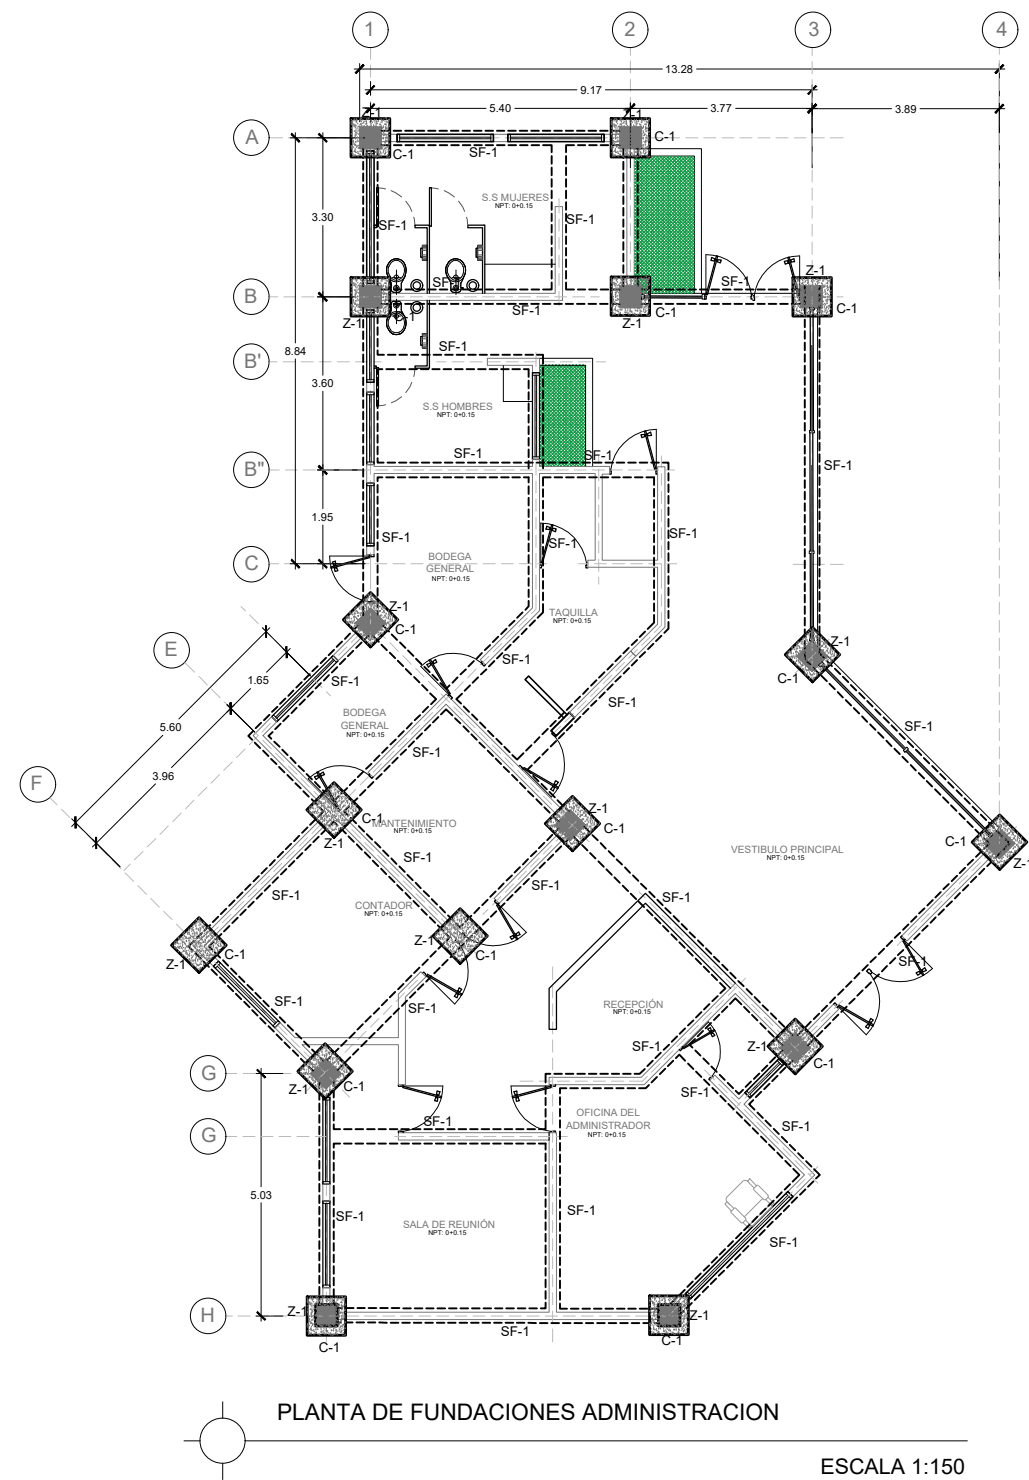 1 2 3 4
13.28
9.17
5.40 3.77 3.89
Z-1 Z-1
A C-1 C-1
SF-1
3.30
S.S MUJERES
NPT: 0+0.15
SF-1 SF-1
Z-1
SF-1
B C-1 C-1
Z-1 SF-1 Z-1
8.84 SF-1
B'
3.60
S.S HOMBRES
NPT: 0+0.15
SF-1 SF-1
B" SF-1
1.95
SF-1 SF-1 SF-1
C
BODEGA
GENERAL
NPT: 0+0.15
TAQUILLA
NPT: 0+0.15
Z-1
C-1
Z-1
C-1
E
1.65
SF-1 SF-1
5.60
BODEGA
GENERAL
NPT: 0+0.15
SF-1
SF-1
SF-1
3.96
F
C-1
MANTENIMIENTO
NPT: 0+0.15
Z-1
Z-1
C-1
VESTIBULO PRINCIPAL
NPT: 0+0.15
C-1
Z-1
SF-1
SF-1
SF-1
SF-1
CONTADOR
NPT: 0+0.15
Z-1
C-1
C-1
Z-1
SF-1
SF-1
SF-1
RECEPCIÓN
NPT: 0+0.15
SF-1
Z-1
C-1
G
Z-1 C-1
SF-1
OFICINA DEL
ADMINISTRADOR
NPT: 0+0.15
G SF-1 SF-1
5.03
SF-1 SF-1
SALA DE REUNIÓN
NPT: 0+0.15
SF-1
H Z-1 Z-1
SF-1
C-1 C-1
PLANTA DE FUNDACIONES ADMINISTRACION
ESCALA 1:150